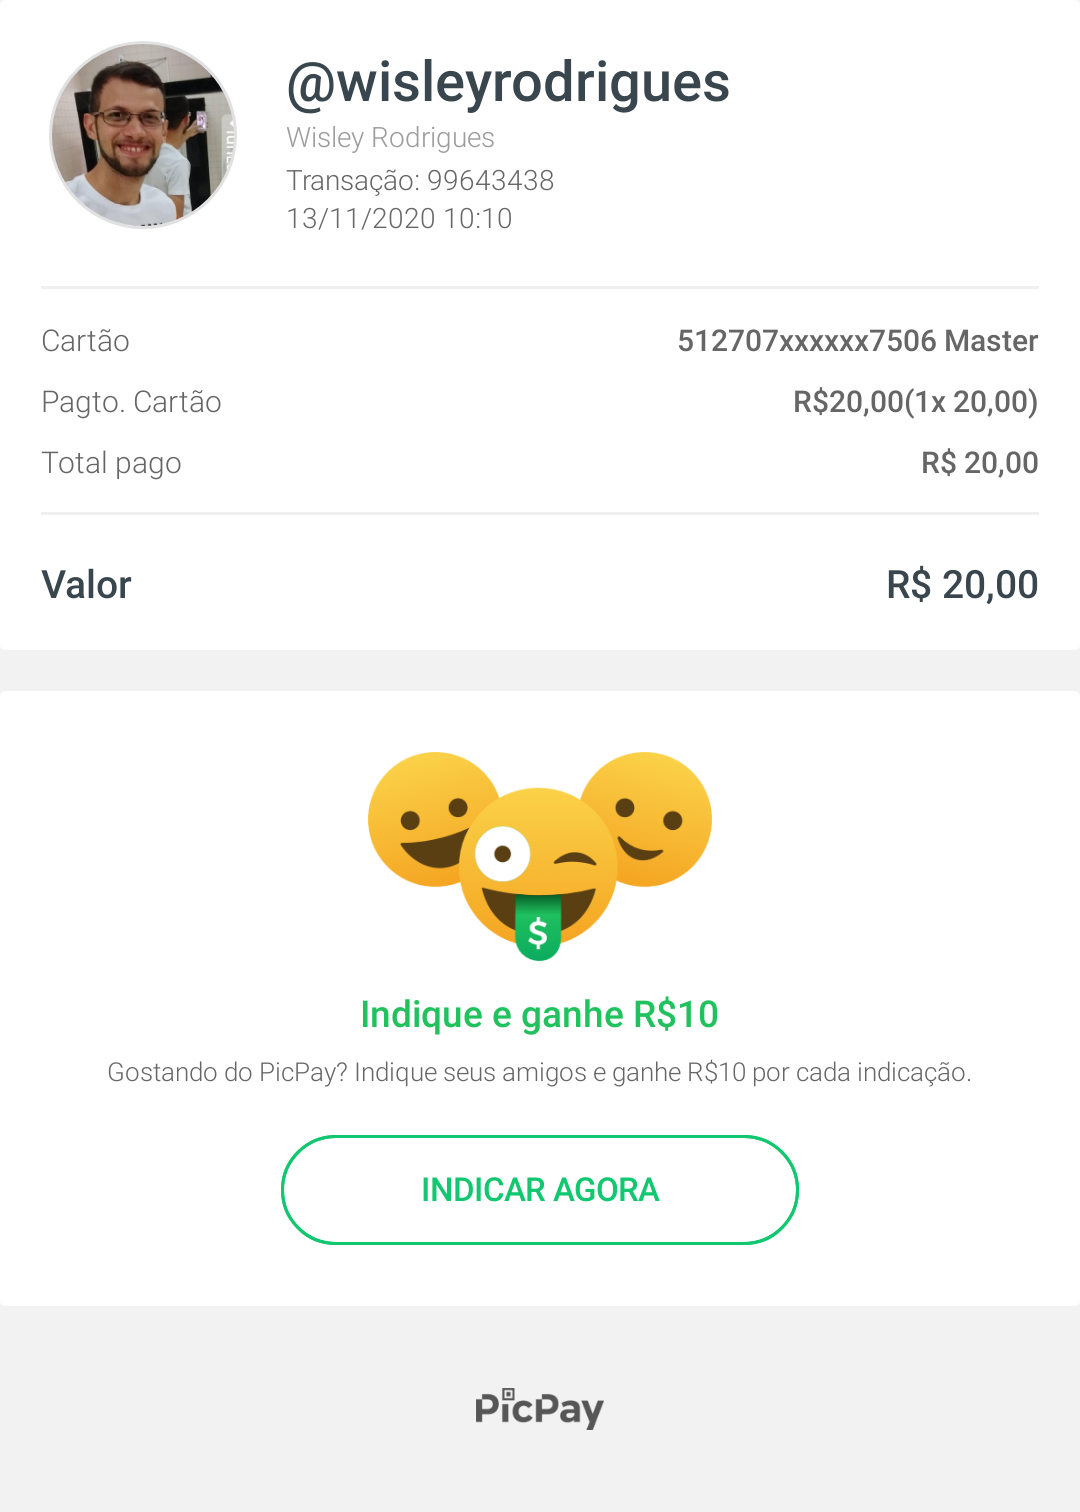 @wisleyrodrigues
Wisley Rodrigues
Transação: 99643438
13/11/2020 10:10
Cartão 512707xxxxxx7506 Master
Pagto. Cartão R$20,00(1x 20,00)
Total pago R$ 20,00
Valor R$ 20,00
$
Indique e ganhe R$10
Gostando do PicPay? Indique seus amigos e ganhe R$10 por cada indicação.
INDICAR AGORA
PicPay